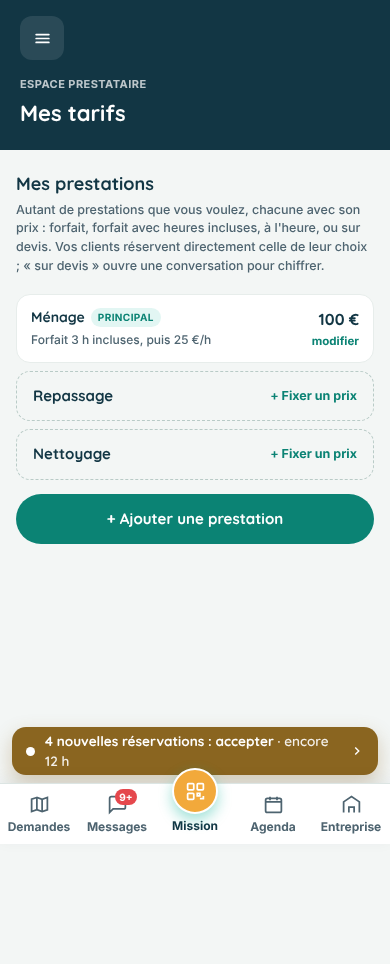 ESPACE PRESTATAIRE
Mes tarifs
Mes prestations
Autant de prestations que vous voulez, chacune avec son
prix : forfait, forfait avec heures incluses, à l'heure, ou sur
devis. Vos clients réservent directement celle de leur choix
; « sur devis » ouvre une conversation pour chiffrer.
Ménage PRINCIPAL
100 €
Forfait 3 h incluses, puis 25 €/h
modifier
Repassage
+ Fixer un prix
Nettoyage
+ Fixer un prix
+ Ajouter une prestation
4 nouvelles réservations : accepter · encore
12 h
9+
Demandes
Messages
Mission
Agenda
Entreprise